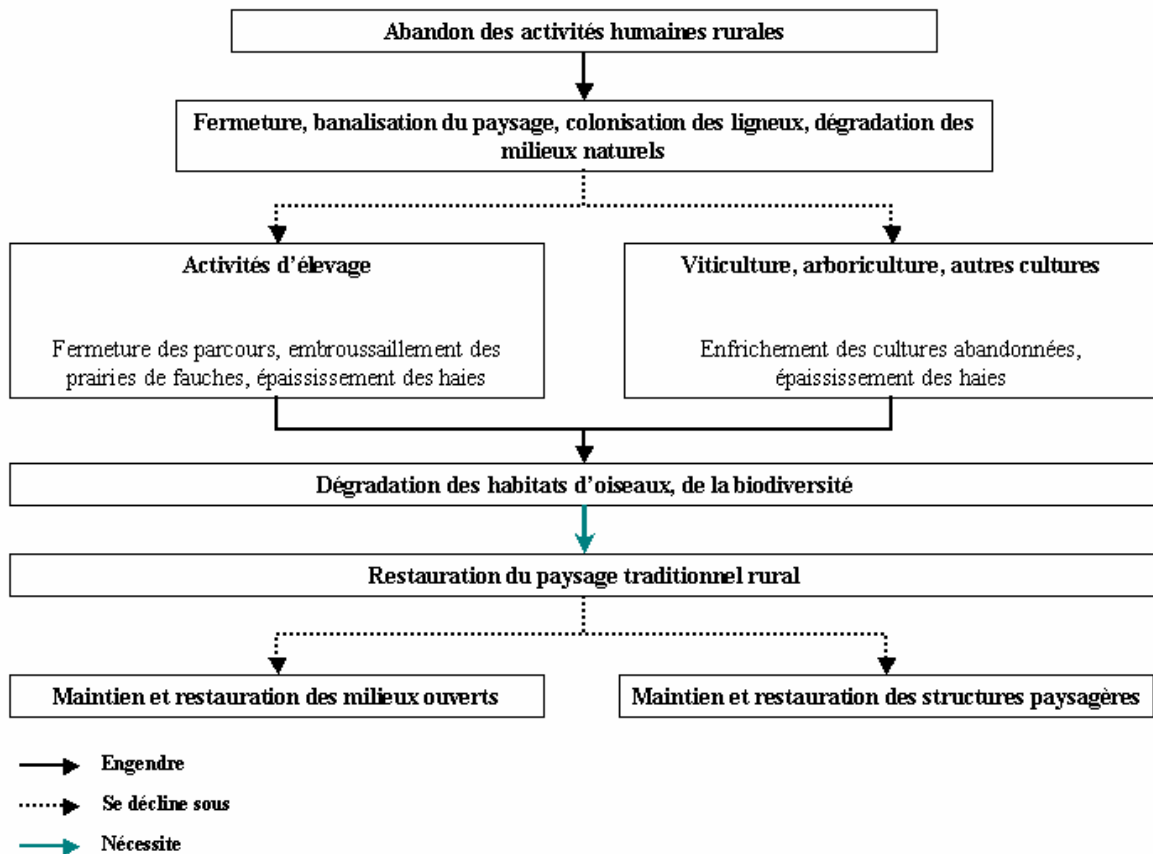 Abandon des activités humaines rurales
Fermeture, banalisation du paysage, colonisation des ligneux, dégradation des
milieux naturels
Activités d'élevage
Fermeture des parcours, embroussaillement des
prairies de fauches, épaississement des haies
Viticulture, arboriculture, autres cultures
Enfrichement des cultures abandonnées,
épaississement des haies
Dégradation des habitats d'oiseaux, de la biodiversité
Restauration du paysage traditionnel rural
Maintien et restauration des milieux ouverts
Maintien et restauration des structures paysagères
Engendre
Se décline sous
Nécessite